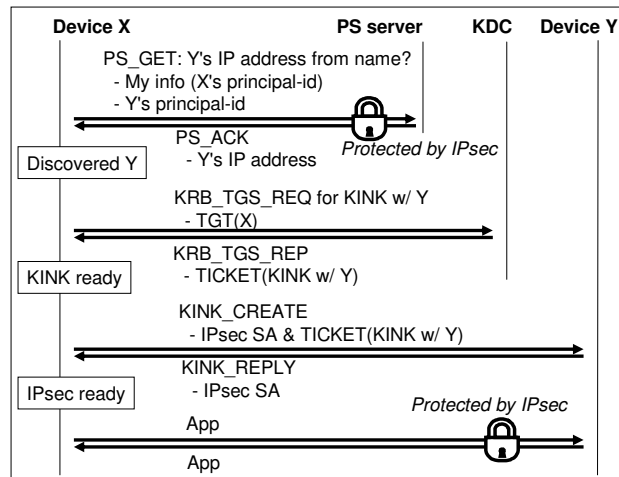 Device X PS server KDC Device Y
PS_GET: Y's IP address from name?
- My info (X's principal-id)
- Y's principal-id
PS_ACK
- Y's IP address
Protected by IPsec
Discovered Y
KRB_TGS_REQ for KINK w/ Y
- TGT(X)
KRB_TGS_REP
- TICKET(KINK w/ Y)
KINK ready
KINK_CREATE
- IPsec SA & TICKET(KINK w/ Y)
KINK_REPLY
- IPsec SA
IPsec ready
Protected by IPsec
App
App